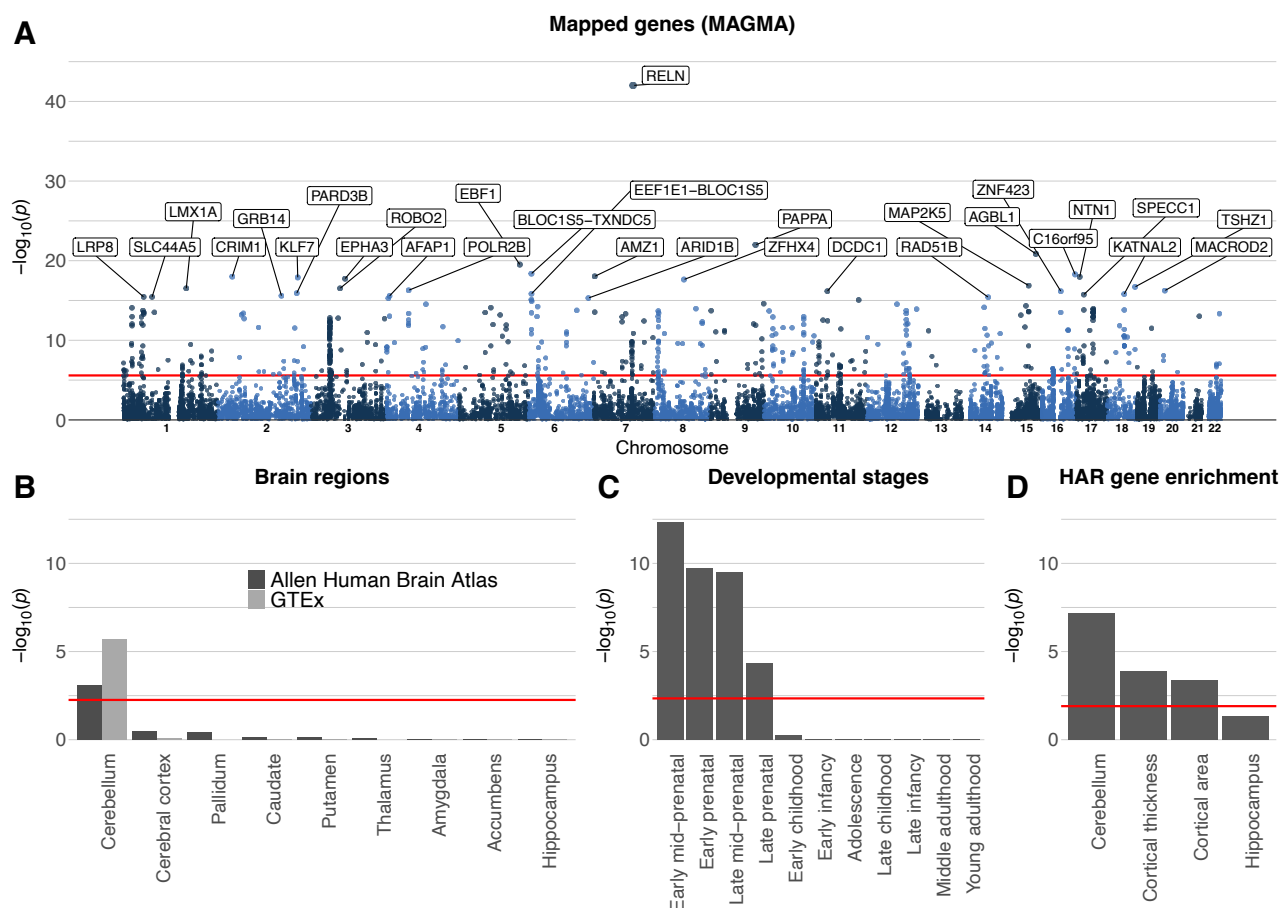 A
Mapped genes (MAGMA)
RELN
40
30
20
10
0
−log10(p)
PARD3B
EBF1
EEF1E1−BLOC1S5
ZNF423
LMX1A
GRB14
ROBO2
BLOC1S5−TXNDC5
PAPPA
MAP2K5
AGBL1
NTN1
SPECC1
TSHZ1
C16orf95
LRP8
SLC44A5
CRIM1
KLF7
EPHA3
AFAP1
POLR2B
AMZ1
ARID1B
ZFHX4
DCDC1
RAD51B
KATNAL2
MACROD2
1 2 3 4 5 6 7 8 9 10 11 12 13 14 15 16 17 18 19 20 21 22
Chromosome
B
Brain regions
−log10(p)
10
5
0
Allen Human Brain Atlas
GTEx
Cerebellum
Cerebral cortex
Pallidum
Caudate
Putamen
Thalamus
Amygdala
Accumbens
Hippocampus
C
Developmental stages
−log10(p)
10
5
0
Early mid−prenatal
Early prenatal
Late mid−prenatal
Late prenatal
Early childhood
Early infancy
Adolescence
Late childhood
Late infancy
Middle adulthood
Young adulthood
D
HAR gene enrichment
−log10(p)
10
5
0
Cerebellum
Cortical thickness
Cortical area
Hippocampus